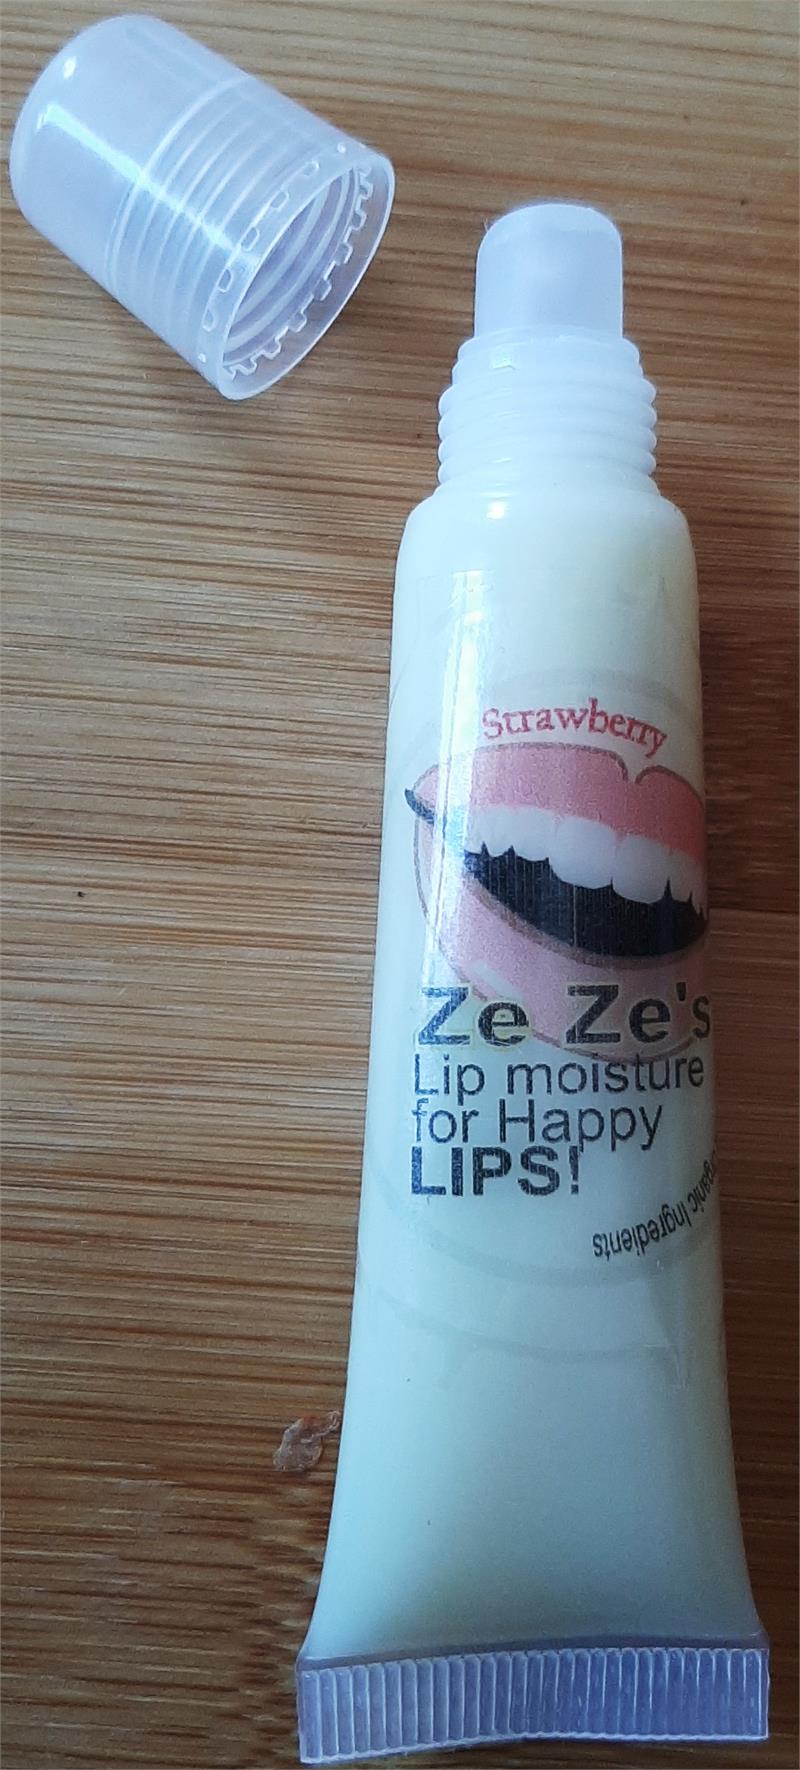 Strawberry
Ze Ze's
Lip moisture
for Happy
LIPS!
Organic Ingredients